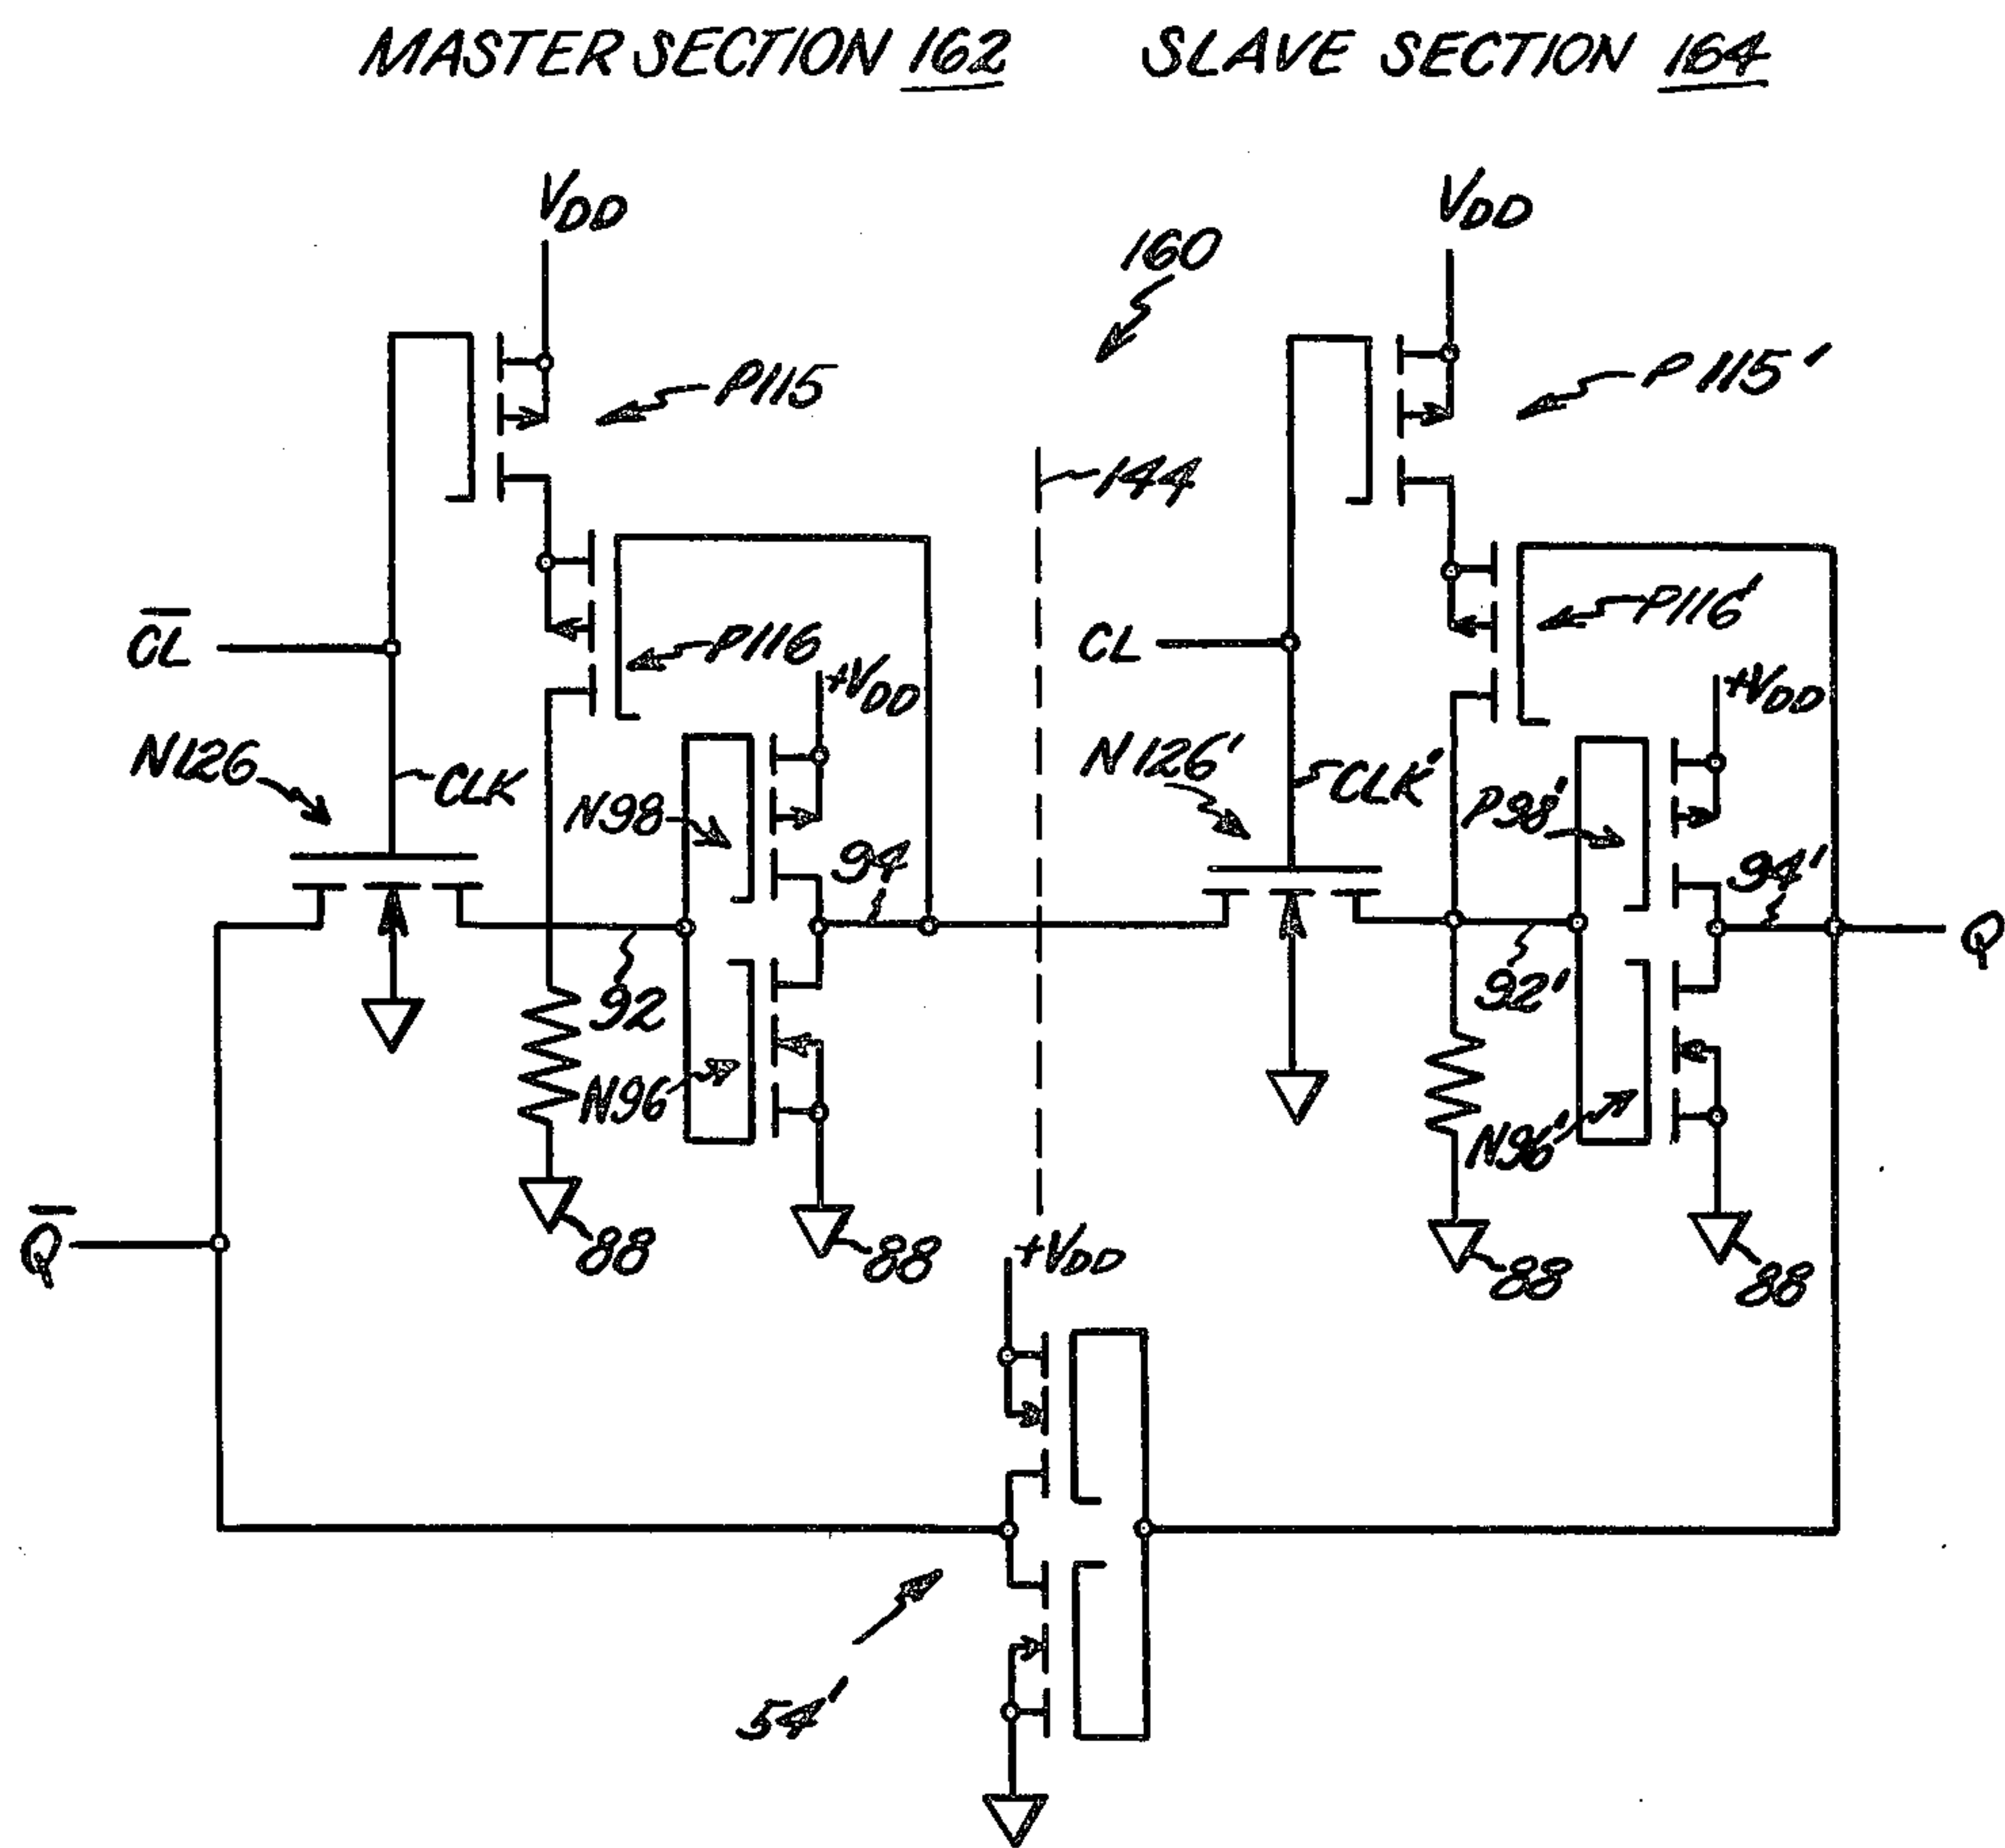 MASTER SECTION 162
SLAVE SECTION 164
VDD
VDD
160
P115
P115'
144
P116
P116'
C̅L̅
CL
+VDD
+VDD
N126
CLK
N98
94
N126'
CLK'
P98'
94'
Q
92
N96
92'
N96'
Q̅
88
88
+VDD
88
88
54'